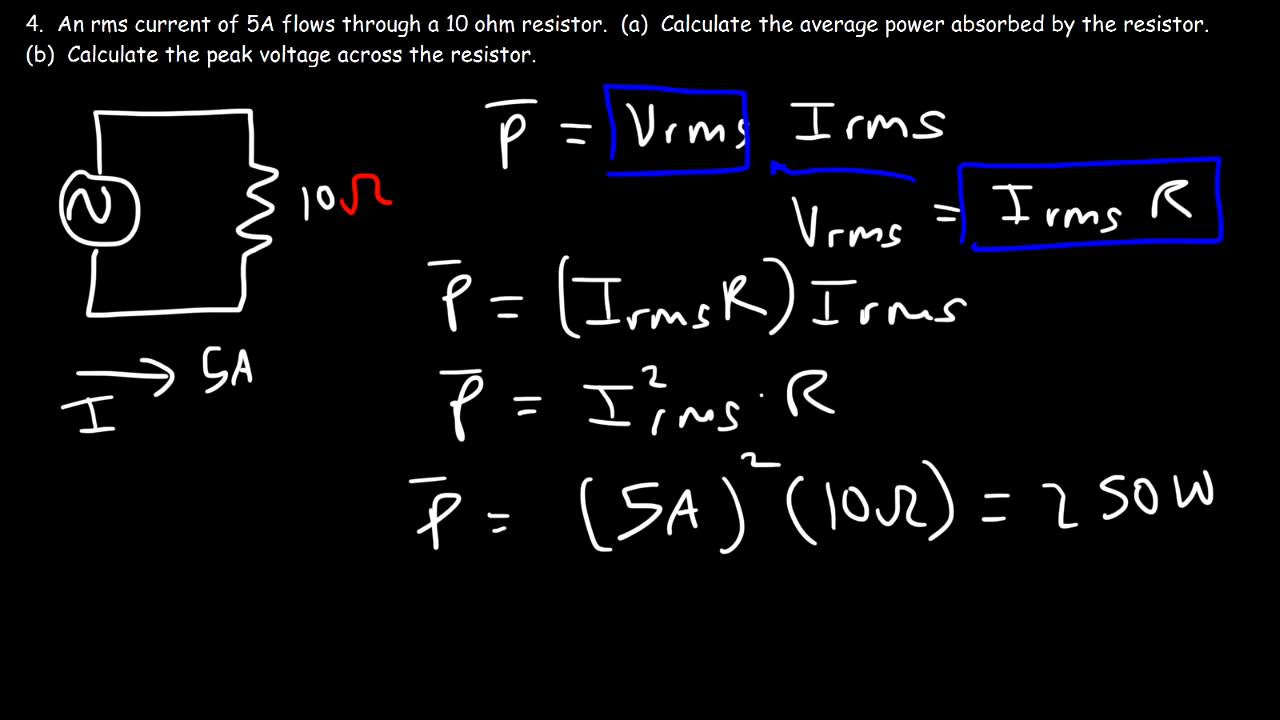 4. An rms current of 5A flows through a 10 ohm resistor. (a) Calculate the average power absorbed by the resistor.
(b) Calculate the peak voltage across the resistor.
P̅ = Vrms Irms
10Ω
Vrms = Irms R
P̅ = (Irms R) Irms
I → 5A
P̅ = I²rms · R
P̅ = (5A)² (10Ω) = 250W